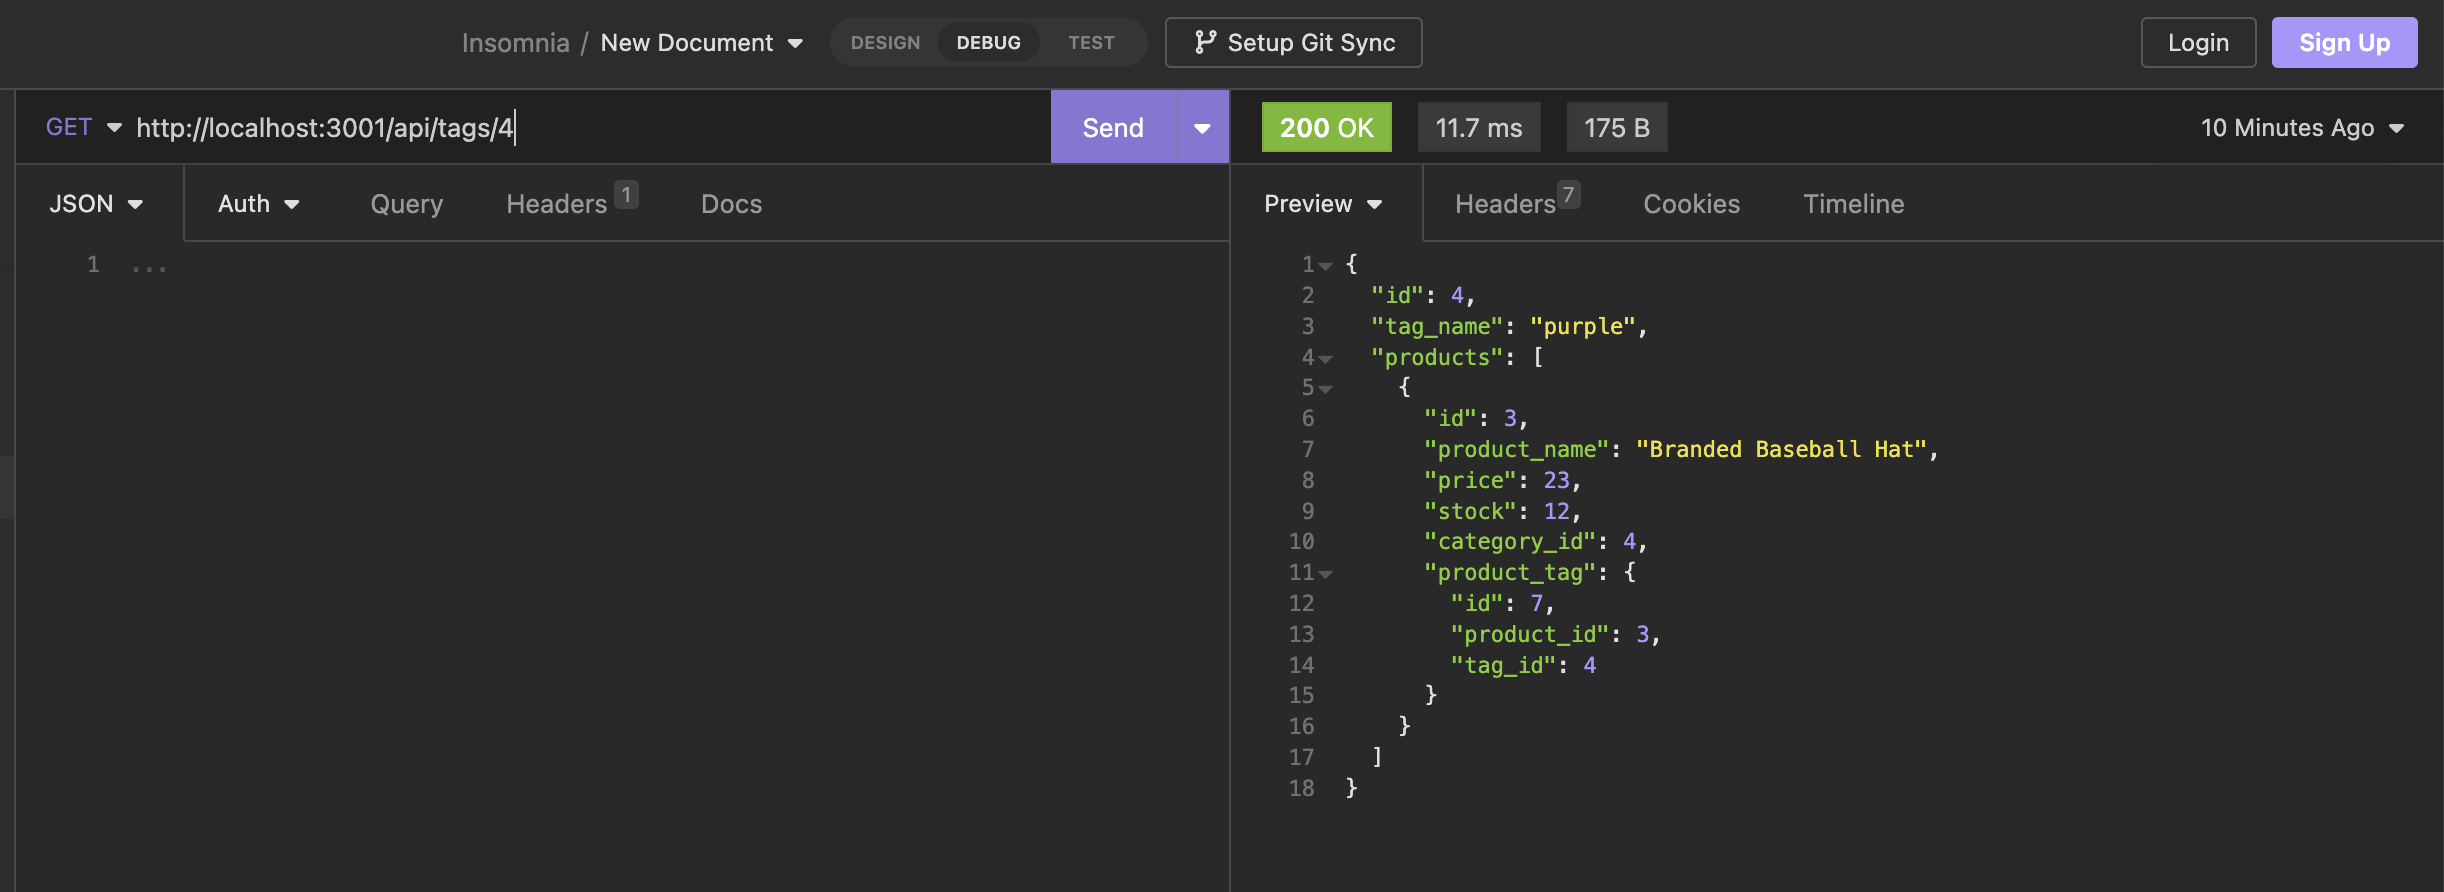 Insomnia / New Document DESIGN DEBUG TEST Setup Git Sync Login Sign Up
GET http://localhost:3001/api/tags/4 Send 200 OK 11.7 ms 175 B 10 Minutes Ago
JSON Auth Query Headers 1 Docs Preview Headers 7 Cookies Timeline
1 ...
1 {
2 "id": 4,
3 "tag_name": "purple",
4 "products": [
5 {
6 "id": 3,
7 "product_name": "Branded Baseball Hat",
8 "price": 23,
9 "stock": 12,
10 "category_id": 4,
11 "product_tag": {
12 "id": 7,
13 "product_id": 3,
14 "tag_id": 4
15 }
16 }
17 ]
18 }